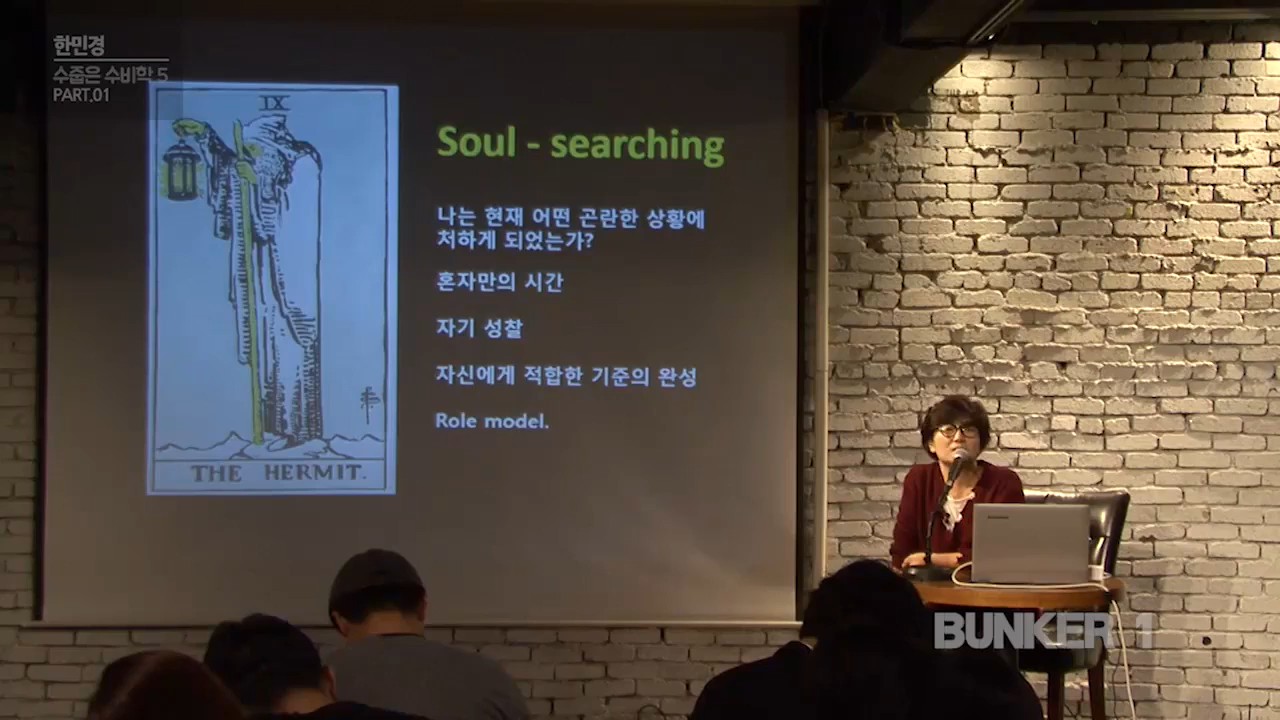 한민경
수줍은 수비학 5
PART.01
IX
THE HERMIT.
Soul - searching
나는 현재 어떤 곤란한 상황에
처하게 되었는가?
혼자만의 시간
자기 성찰
자신에게 적합한 기준의 완성
Role model.
BUNKER 1